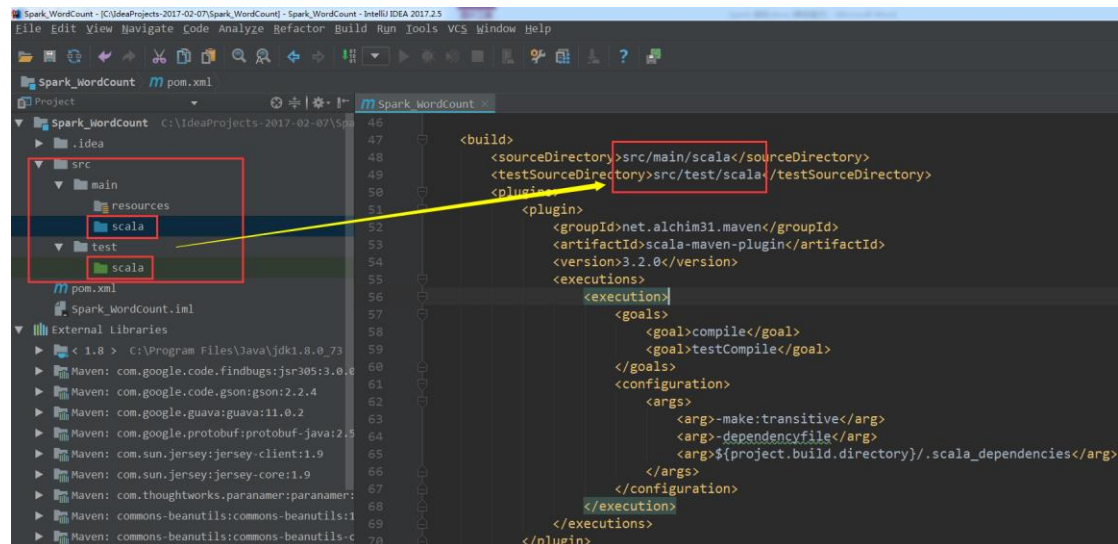 Spark_WordCount - [C:\IdeaProjects-2017-02-07\Spark_WordCount] - Spark_WordCount - IntelliJ IDEA 2017.2.5
File Edit View Navigate Code Analyze Refactor Build Run Tools VCS Window Help
Spark_WordCount pom.xml
Project
Spark_WordCount C:\IdeaProjects-2017-02-07\Spa
.idea
src
main
resources
scala
test
scala
pom.xml
Spark_WordCount.iml
External Libraries
< 1.8 > C:\Program Files\Java\jdk1.8.0_73
Maven: com.google.code.findbugs:jsr305:3.0.0
Maven: com.google.code.gson:gson:2.2.4
Maven: com.google.guava:guava:11.0.2
Maven: com.google.protobuf:protobuf-java:2.5
Maven: com.sun.jersey:jersey-client:1.9
Maven: com.sun.jersey:jersey-core:1.9
Maven: com.thoughtworks.paranamer:paranamer:
Maven: commons-beanutils:commons-beanutils:1
Maven: commons-beanutils:commons-beanutils-c
Spark_WordCount
46
47 <build>
48 <sourceDirectory>src/main/scala</sourceDirectory>
49 <testSourceDirectory>src/test/scala</testSourceDirectory>
50 <plugins>
51 <plugin>
52 <groupId>net.alchim31.maven</groupId>
53 <artifactId>scala-maven-plugin</artifactId>
54 <version>3.2.0</version>
55 <executions>
56 <execution>
57 <goals>
58 <goal>compile</goal>
59 <goal>testCompile</goal>
60 </goals>
61 <configuration>
62 <args>
63 <arg>-make:transitive</arg>
64 <arg>-dependencyfile</arg>
65 <arg>${project.build.directory}/.scala_dependencies</arg>
66 </args>
67 </configuration>
68 </execution>
69 </executions>
70 </plugin>